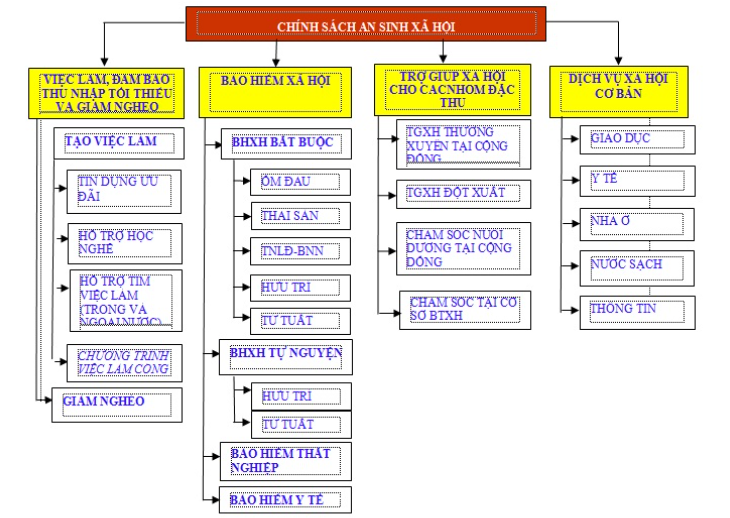 CHÍNH SÁCH AN SINH XÃ HỘI
VIỆC LÀM, ĐẢM BẢO
THU NHẬP TỐI THIỂU
VÀ GIẢM NGHÈO
TẠO VIỆC LÀM
TÍN DỤNG ƯU
ĐÃI
HỖ TRỢ HỌC
NGHỀ
HỖ TRỢ TÌM
VIỆC LÀM
(TRONG VÀ
NGOÀI NƯỚC)
CHƯƠNG TRÌNH
VIỆC LÀM CÔNG
GIẢM NGHÈO
BẢO HIỂM XÃ HỘI
BHXH BẮT BUỘC
ỐM ĐAU
THAI SẢN
TNLĐ-BNN
HƯU TRÍ
TỬ TUẤT
BHXH TỰ NGUYỆN
HƯU TRÍ
TỬ TUẤT
BẢO HIỂM THẤT
NGHIỆP
BẢO HIỂM Y TẾ
TRỢ GIÚP XÃ HỘI
CHO CÁCNHÓM ĐẶC
THÙ
TGXH THƯỜNG
XUYÊN TẠI CỘNG
ĐỒNG
TGXH ĐỘT XUẤT
CHĂM SÓC NUÔI
DƯỠNG TẠI CỘNG
ĐỒNG
CHĂM SÓC TẠI CƠ
SỞ BTXH
DỊCH VỤ XÃ HỘI
CƠ BẢN
GIÁO DỤC
Y TẾ
NHÀ Ở
NƯỚC SẠCH
THÔNG TIN